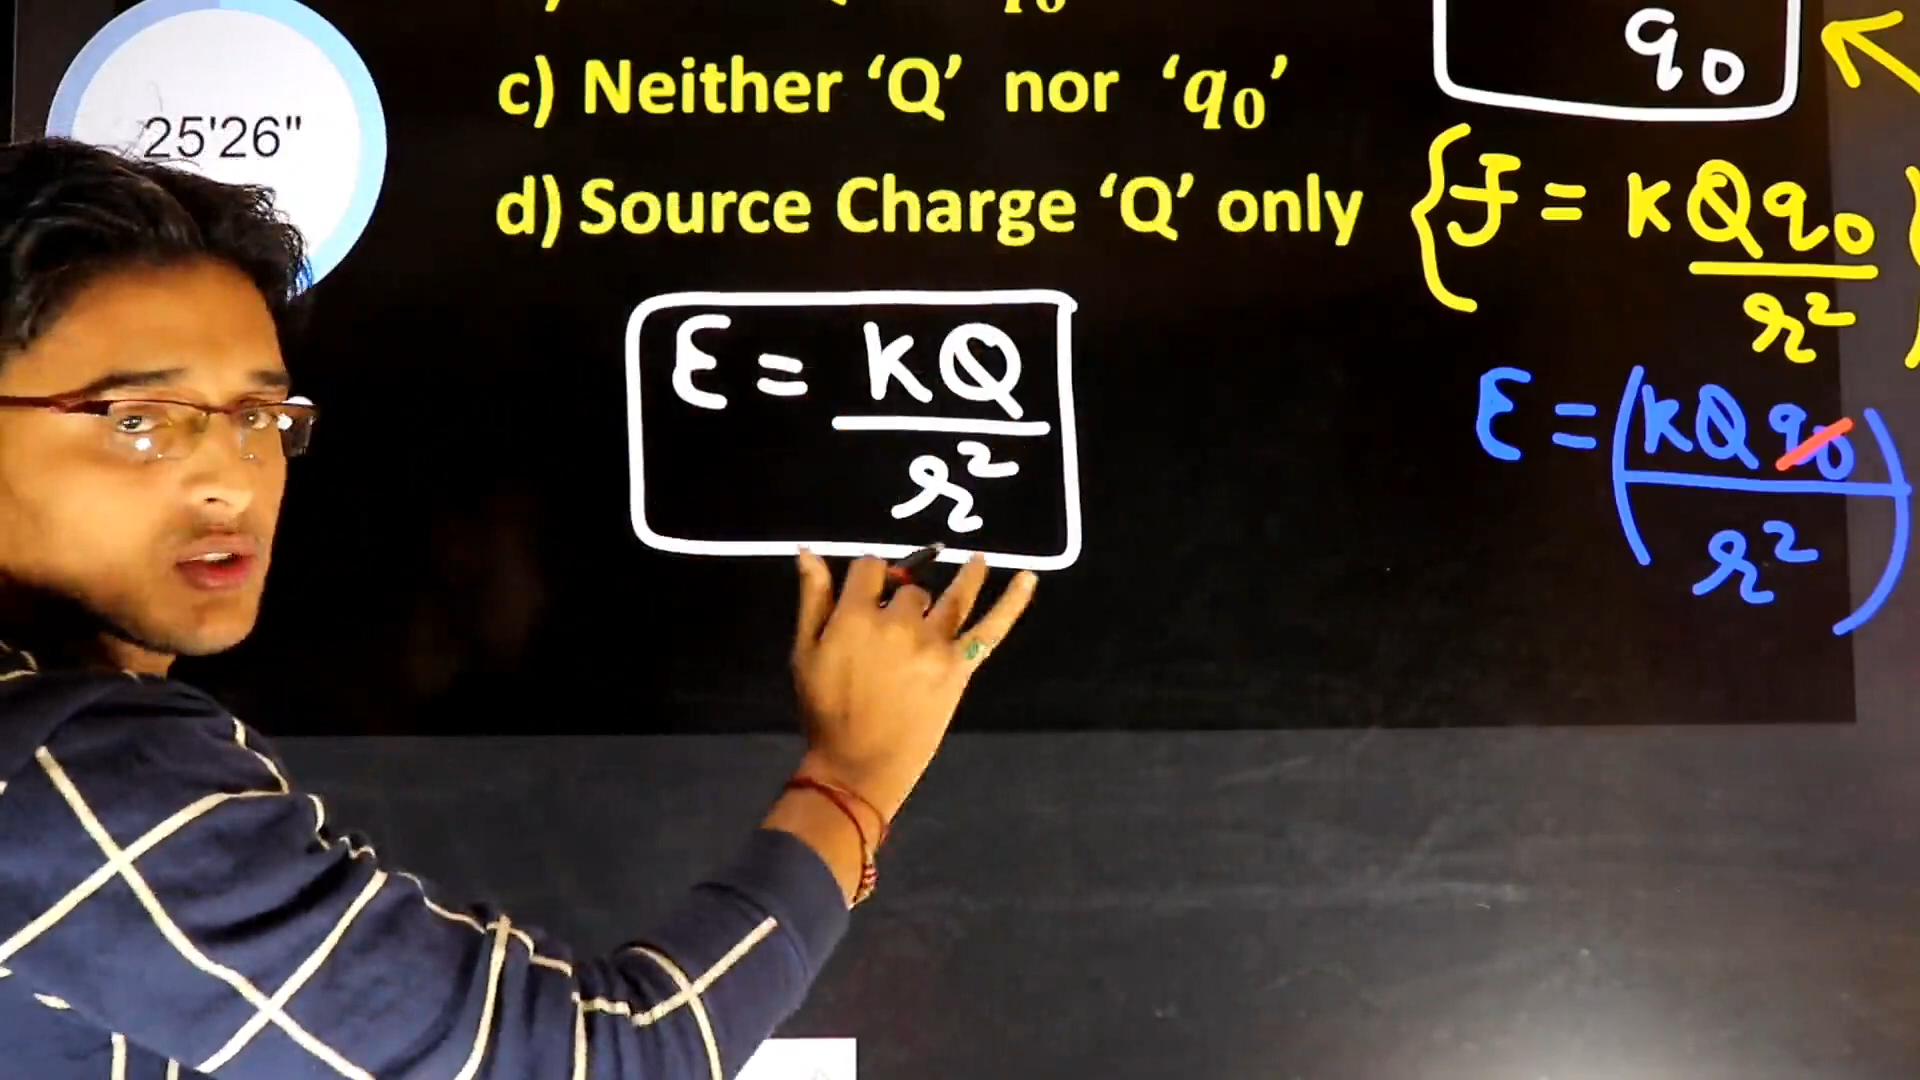 25'26"
c) Neither ‘Q’ nor ‘q₀’
d) Source Charge ‘Q’ only
q₀
{F = KQq₀/r²}
E = KQ/r²
E = (KQq₀/r²)